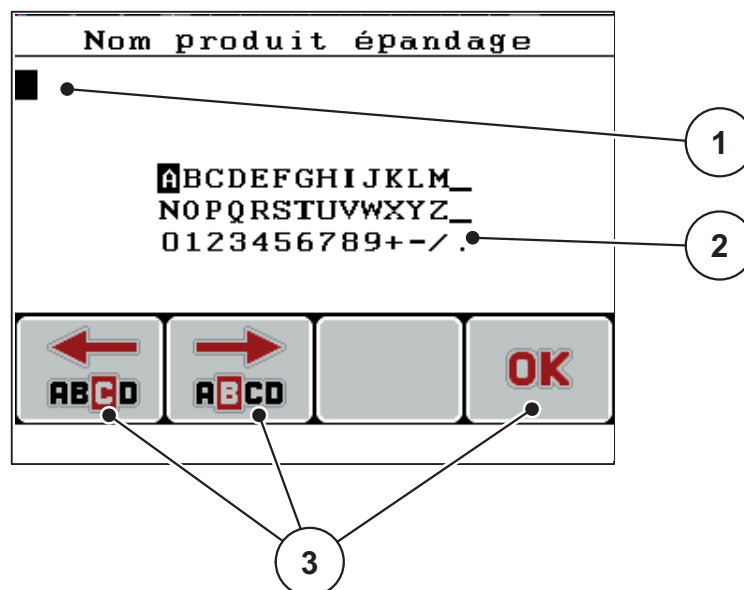 Nom produit épandage
1
ABCDEFGHIJKLM_
NOPQRSTUVWXYZ_
0123456789+-/.
2
ABCD
ABCD
OK
3